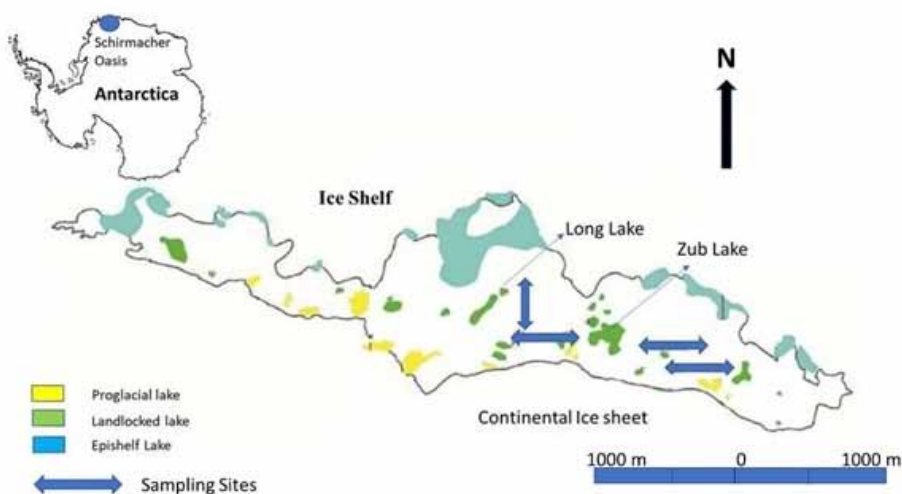 Schirmacher
Oasis
Antarctica
N
Ice Shelf
Long Lake
Zub Lake
Proglacial lake
Landlocked lake
Epishelf Lake
Continental Ice sheet
Sampling Sites
1000 m 0 1000 m